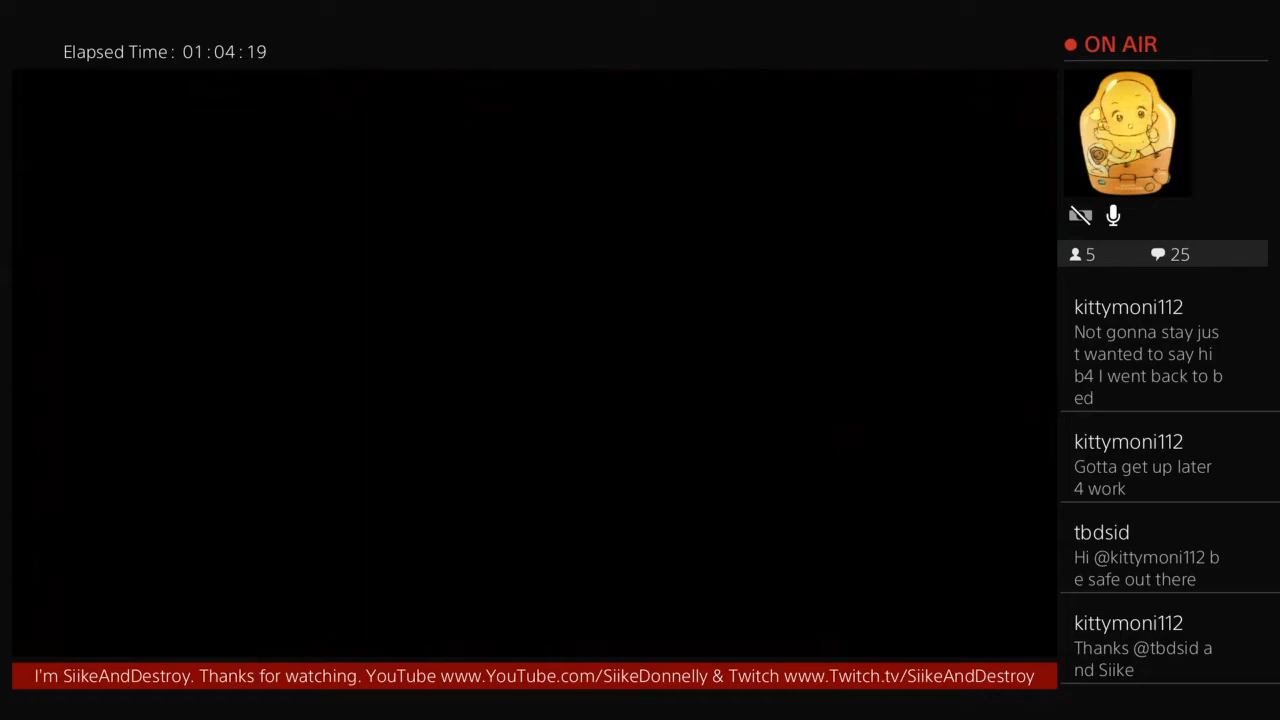 Elapsed Time: 01:04:19
ON AIR
5 25
kittymoni112
Not gonna stay jus
t wanted to say hi
b4 I went back to b
ed
kittymoni112
Gotta get up later
4 work
tbdsid
Hi @kittymoni112 b
e safe out there
kittymoni112
Thanks @tbdsid a
nd Siike
I'm SiikeAndDestroy. Thanks for watching. YouTube www.YouTube.com/SiikeDonnelly & Twitch www.Twitch.tv/SiikeAndDestroy